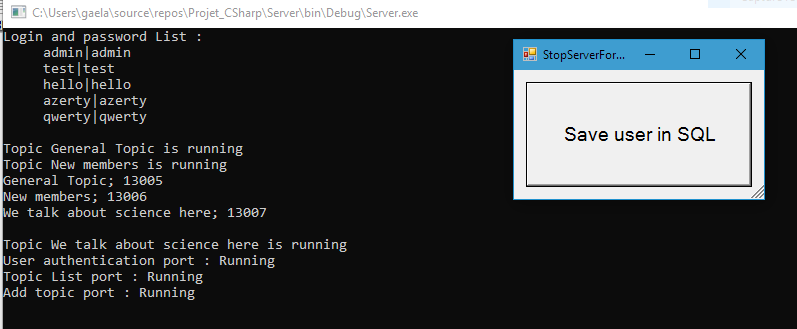 C:\Users\gaela\source\repos\Projet_CSharp\Server\bin\Debug\Server.exe
Login and password List :
admin|admin
test|test
hello|hello
azerty|azerty
qwerty|qwerty
Topic General Topic is running
Topic New members is running
General Topic; 13005
New members; 13006
We talk about science here; 13007
Topic We talk about science here is running
User authentication port : Running
Topic List port : Running
Add topic port : Running
StopServerFor...
Save user in SQL